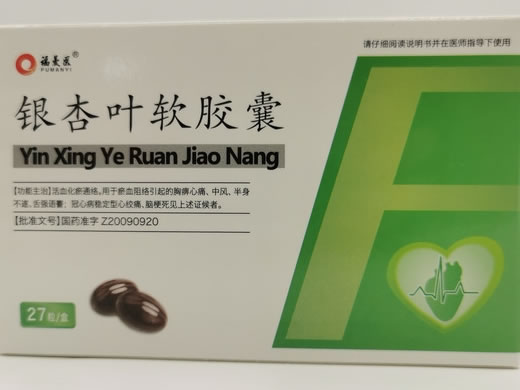 福曼医®
FUMANYI
请仔细阅读说明书并在医师指导下使用
银杏叶软胶囊
Yin Xing Ye Ruan Jiao Nang
【功能主治】活血化瘀通络。用于瘀血阻络引起的胸痹心痛、中风、半身
不遂、舌强语蹇；冠心病稳定型心绞痛、脑梗死见上述证候者。
【批准文号】国药准字 Z20090920
27粒/盒